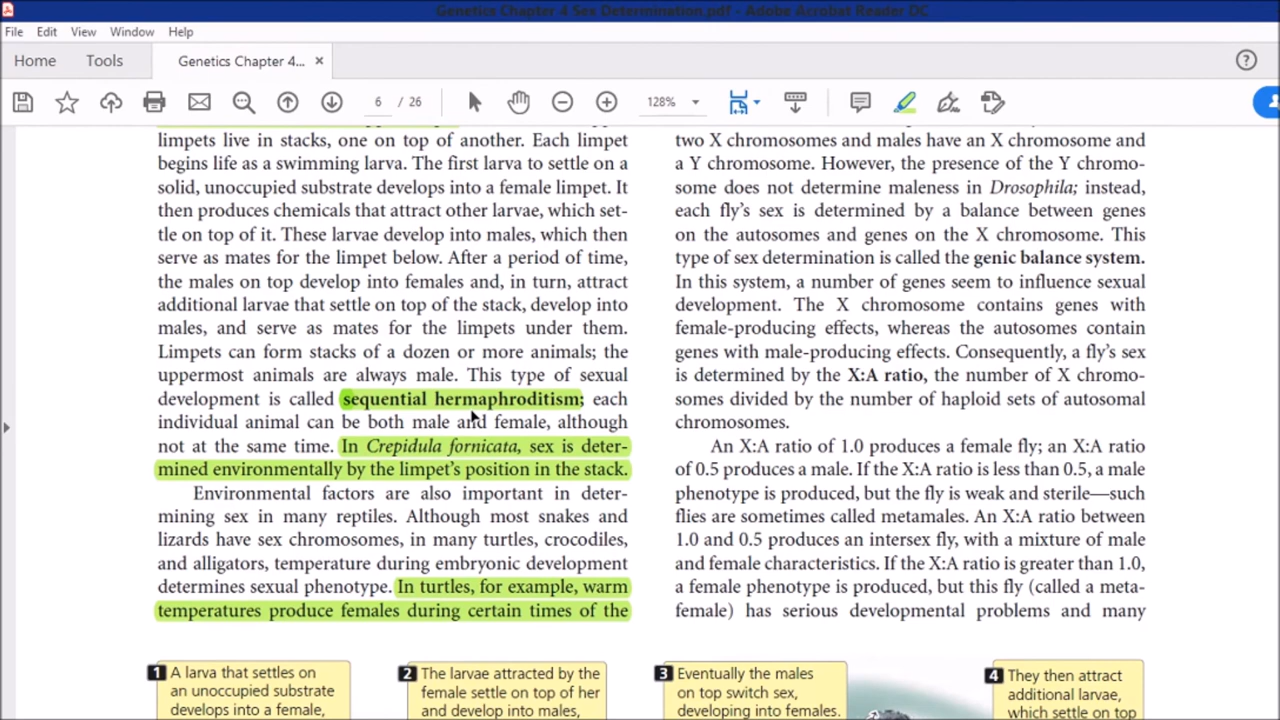 Genetics Chapter 4 Sex Determination.pdf - Adobe Acrobat Reader DC
File Edit View Window Help
Home Tools Genetics Chapter 4... ×
6 / 26 128%
limpets live in stacks, one on top of another. Each limpet
begins life as a swimming larva. The first larva to settle on a
solid, unoccupied substrate develops into a female limpet. It
then produces chemicals that attract other larvae, which set-
tle on top of it. These larvae develop into males, which then
serve as mates for the limpet below. After a period of time,
the males on top develop into females and, in turn, attract
additional larvae that settle on top of the stack, develop into
males, and serve as mates for the limpets under them.
Limpets can form stacks of a dozen or more animals; the
uppermost animals are always male. This type of sexual
development is called sequential hermaphroditism; each
individual animal can be both male and female, although
not at the same time. In Crepidula fornicata, sex is deter-
mined environmentally by the limpet's position in the stack.
Environmental factors are also important in deter-
mining sex in many reptiles. Although most snakes and
lizards have sex chromosomes, in many turtles, crocodiles,
and alligators, temperature during embryonic development
determines sexual phenotype. In turtles, for example, warm
temperatures produce females during certain times of the
two X chromosomes and males have an X chromosome and
a Y chromosome. However, the presence of the Y chromo-
some does not determine maleness in Drosophila; instead,
each fly's sex is determined by a balance between genes
on the autosomes and genes on the X chromosome. This
type of sex determination is called the genic balance system.
In this system, a number of genes seem to influence sexual
development. The X chromosome contains genes with
female-producing effects, whereas the autosomes contain
genes with male-producing effects. Consequently, a fly's sex
is determined by the X:A ratio, the number of X chromo-
somes divided by the number of haploid sets of autosomal
chromosomes.
An X:A ratio of 1.0 produces a female fly; an X:A ratio
of 0.5 produces a male. If the X:A ratio is less than 0.5, a male
phenotype is produced, but the fly is weak and sterile—such
flies are sometimes called metamales. An X:A ratio between
1.0 and 0.5 produces an intersex fly, with a mixture of male
and female characteristics. If the X:A ratio is greater than 1.0,
a female phenotype is produced, but this fly (called a meta-
female) has serious developmental problems and many
1 A larva that settles on
an unoccupied substrate
develops into a female,
2 The larvae attracted by the
female settle on top of her
and develop into males,
3 Eventually the males
on top switch sex,
developing into females.
4 They then attract
additional larvae,
which settle on top